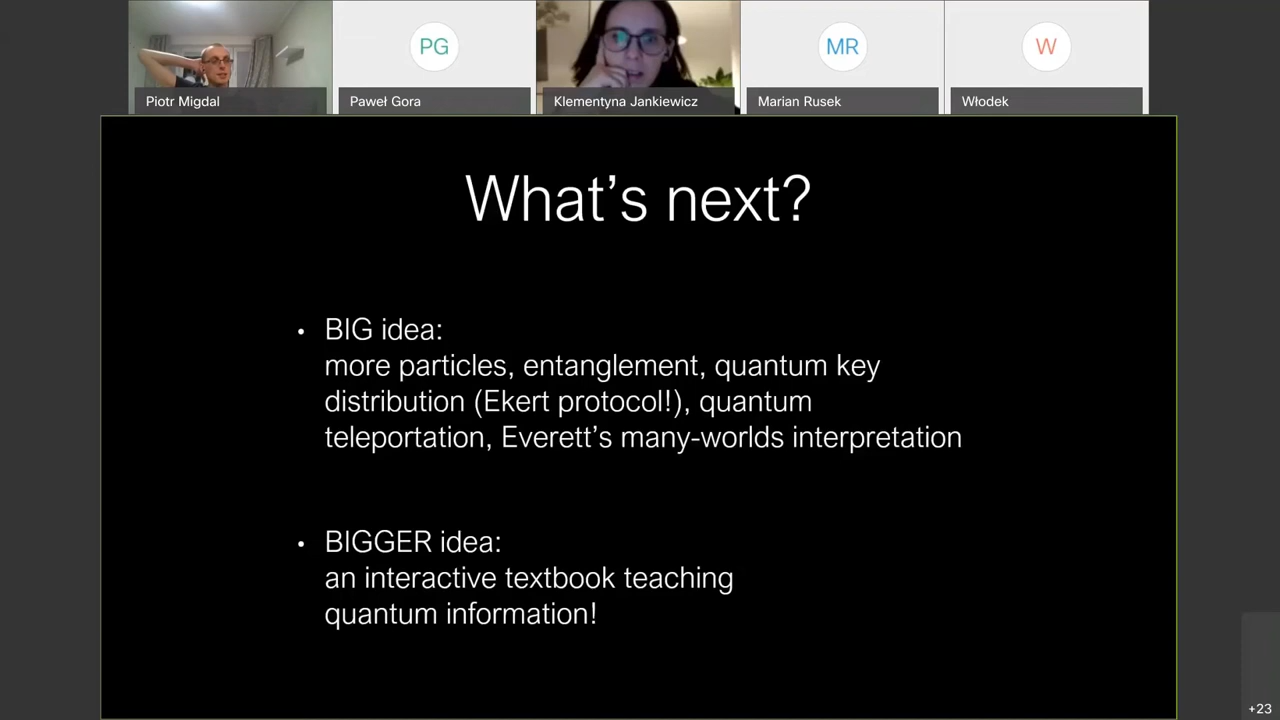 PG
MR
W
Piotr Migdal
Paweł Gora
Klementyna Jankiewicz
Marian Rusek
Włodek
What’s next?
• BIG idea:
more particles, entanglement, quantum key
distribution (Ekert protocol!), quantum
teleportation, Everett’s many-worlds interpretation
• BIGGER idea:
an interactive textbook teaching
quantum information!
+23